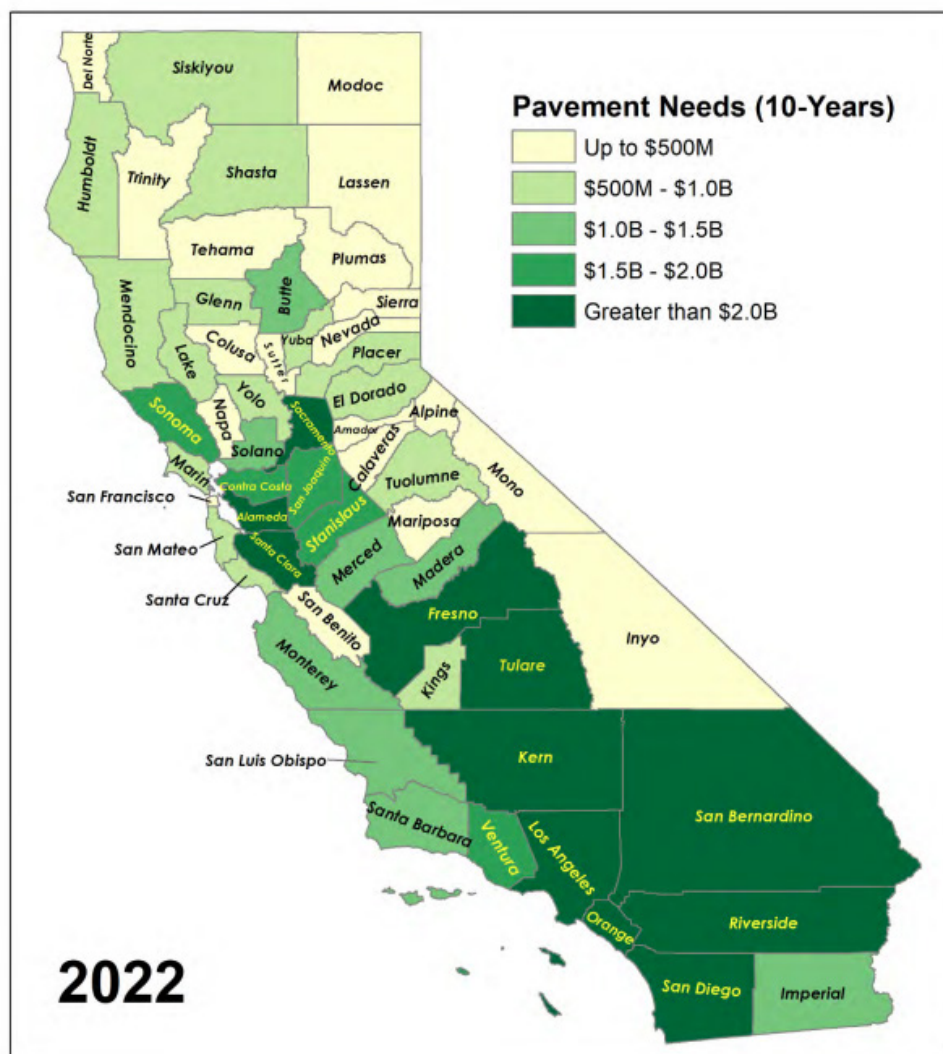 Pavement Needs (10-Years)
Up to $500M
$500M - $1.0B
$1.0B - $1.5B
$1.5B - $2.0B
Greater than $2.0B
Del Norte
Siskiyou
Modoc
Humboldt
Trinity
Shasta
Lassen
Tehama
Plumas
Mendocino
Glenn
Butte
Sierra
Colusa
Sutter
Yuba
Nevada
Lake
Placer
Yolo
El Dorado
Sonoma
Napa
Sacramento
Alpine
Solano
Amador
Calaveras
Mono
Marin
Contra Costa
San Joaquin
Tuolumne
San Francisco
Alameda
Stanislaus
Mariposa
San Mateo
Santa Clara
Merced
Madera
Santa Cruz
San Benito
Fresno
Inyo
Monterey
Kings
Tulare
San Luis Obispo
Kern
Santa Barbara
Ventura
Los Angeles
San Bernardino
Orange
Riverside
San Diego
Imperial
2022